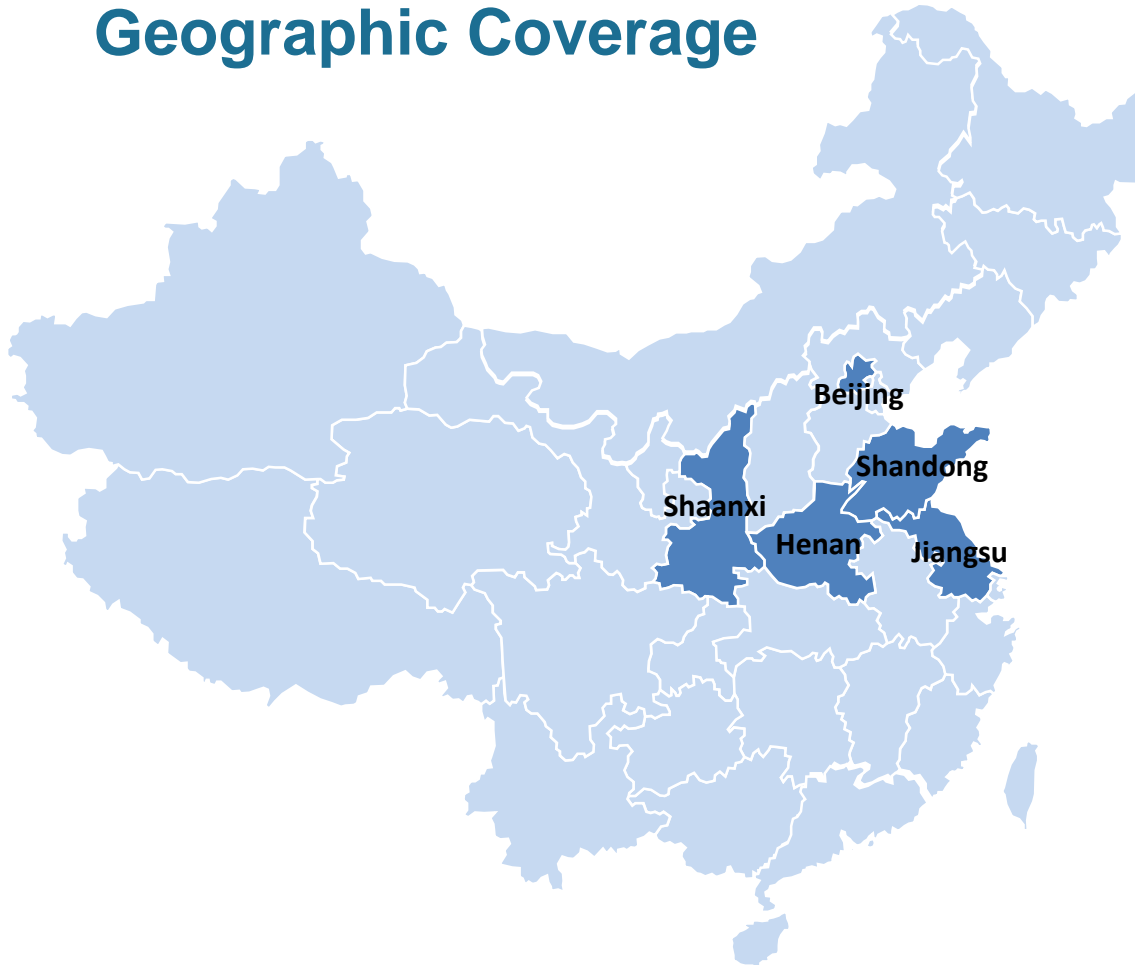 Geographic Coverage
Beijing
Shandong
Shaanxi
Henan
Jiangsu